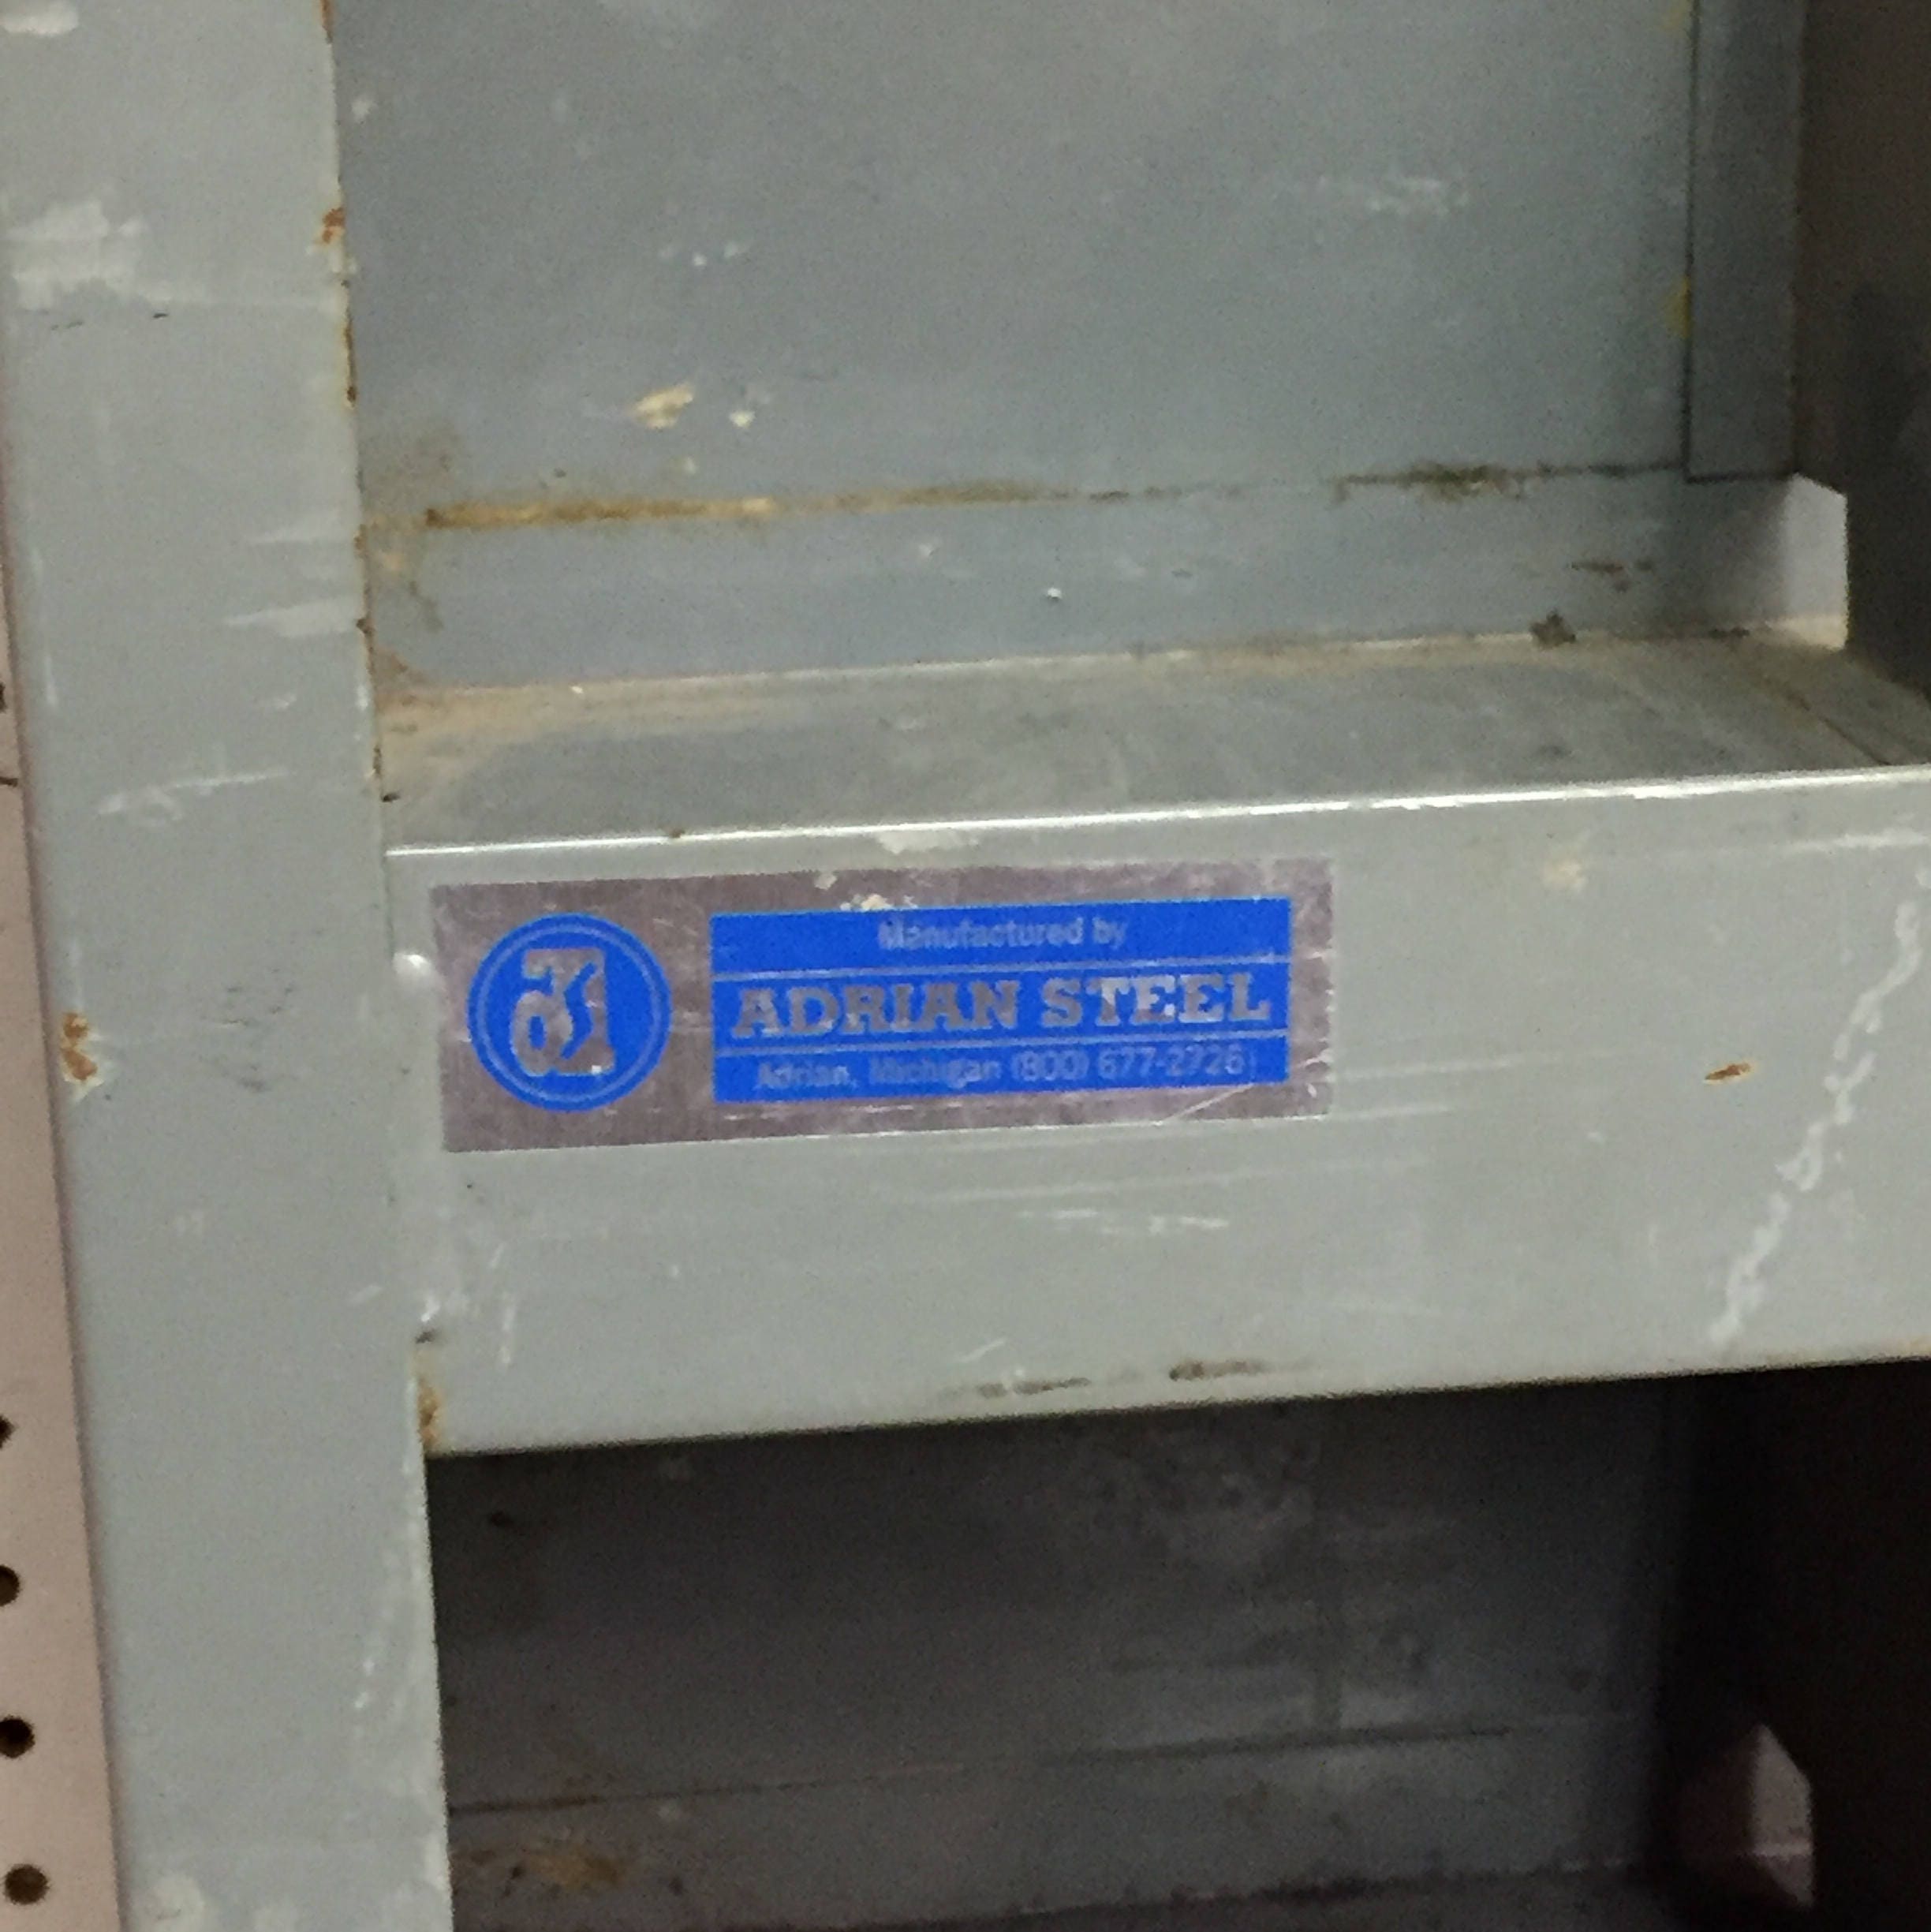 Manufactured by
ADRIAN STEEL
Adrian, Michigan (800) 677-2726